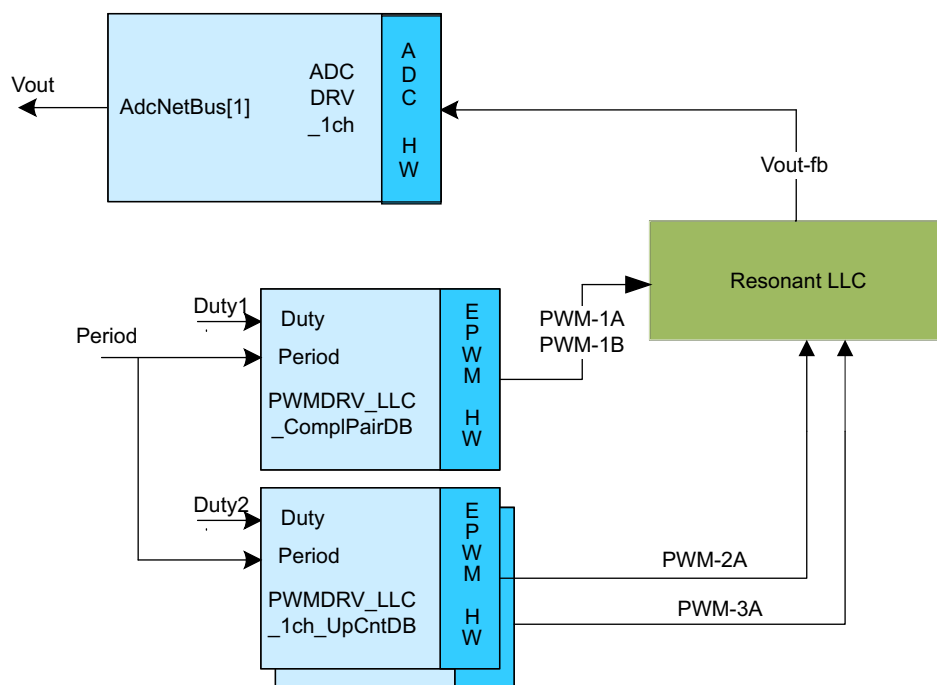 Vout
AdcNetBus[1]
ADC
DRV
_1ch
A
D
C
H
W
Vout-fb
Resonant LLC
Duty1
Period
Duty
Period
PWMDRV_LLC
_ComplPairDB
E
P
W
M
H
W
PWM-1A
PWM-1B
Duty2
Duty
Period
PWMDRV_LLC
_1ch_UpCntDB
E
P
W
M
H
W
PWM-2A
PWM-3A